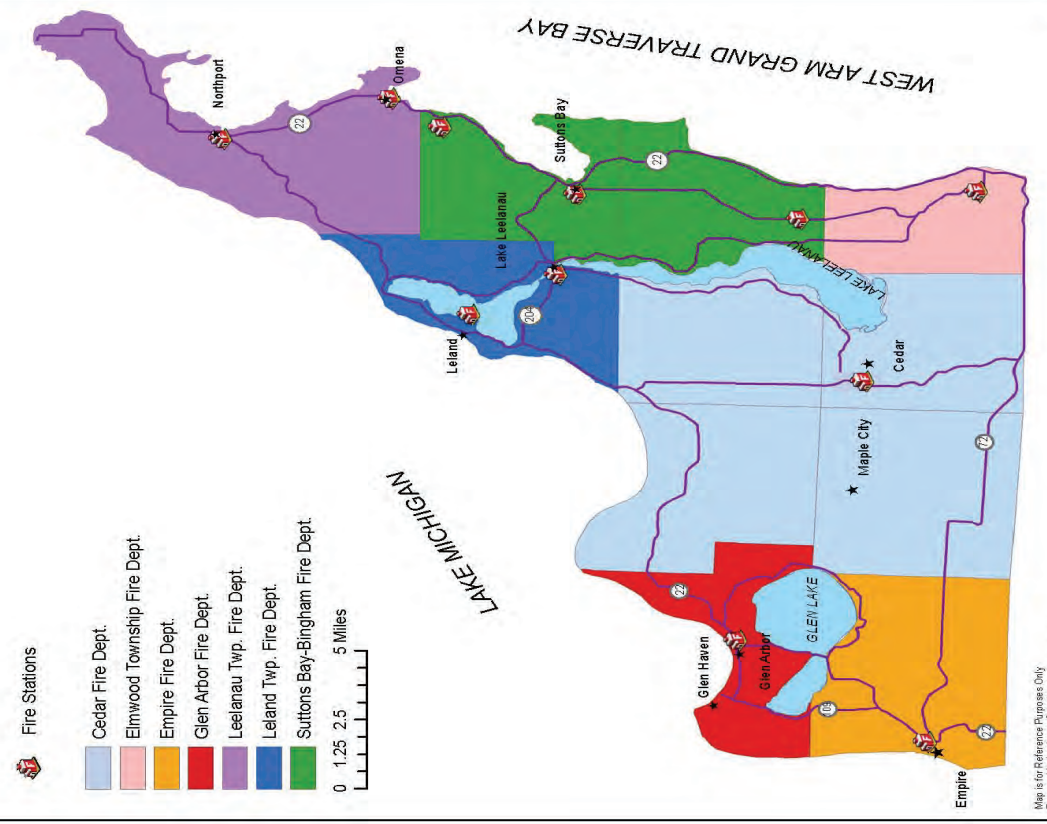 Fire Stations
Cedar Fire Dept.
Elmwood Township Fire Dept.
Empire Fire Dept.
Glen Arbor Fire Dept.
Leelanau Twp. Fire Dept.
Leland Twp. Fire Dept.
Suttons Bay-Bingham Fire Dept.
0 1.25 2.5 5 Miles
LAKE MICHIGAN
WEST ARM GRAND TRAVERSE BAY
Northport
22
Omena
Suttons Bay
22
Lake Leelanau
204
Leland
LAKE LEELANAU
Cedar
Maple City
72
22
Glen Haven
Glen Arbor
GLEN LAKE
109
22
Empire
Map is for Reference Purposes Only